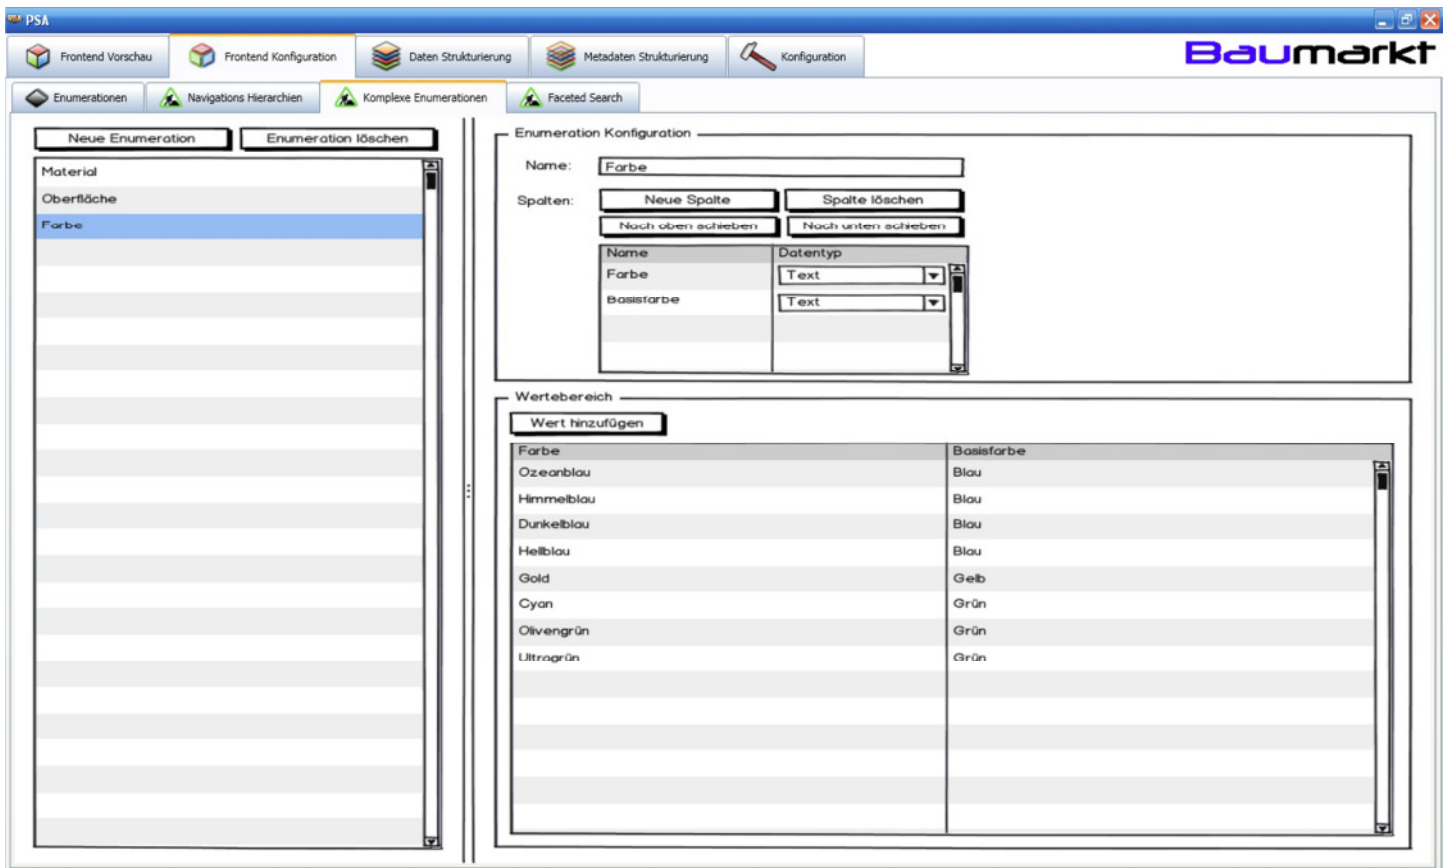 PSA
Frontend Vorschau Frontend Konfiguration Daten Strukturierung Metadaten Strukturierung Konfiguration Baumarkt
Enumerationen Navigations Hierarchien Komplexe Enumerationen Faceted Search
Neue Enumeration Enumeration löschen
Material
Oberfläche
Farbe
Enumeration Konfiguration
Name: Farbe
Spalten: Neue Spalte Spalte löschen
Nach oben schieben Nach unten schieben
Name Datentyp
Farbe Text
Basisfarbe Text
Wertebereich
Wert hinzufügen
Farbe Basisfarbe
Ozeanblau Blau
Himmelblau Blau
Dunkelblau Blau
Hellblau Blau
Gold Gelb
Cyan Grün
Olivengrün Grün
Ultragrün Grün